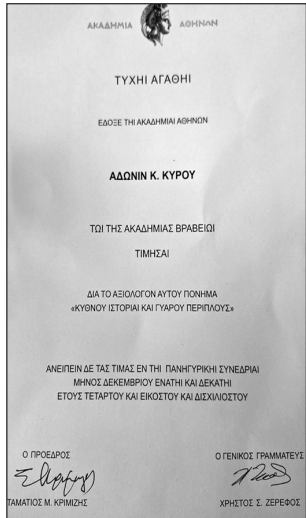 ΑΚΑΔΗΜΙΑ ΑΘΗΝΩΝ
ΤΥΧΗΙ ΑΓΑΘΗΙ
ΕΔΟΞΕ ΤΗΙ ΑΚΑΔΗΜΙΑΙ ΑΘΗΝΩΝ
ΑΔΩΝΙΝ Κ. ΚΥΡΟΥ
ΤΩΙ ΤΗΣ ΑΚΑΔΗΜΙΑΣ ΒΡΑΒΕΙΩΙ
ΤΙΜΗΣΑΙ
ΔΙΑ ΤΟ ΑΞΙΟΛΟΓΟΝ ΑΥΤΟΥ ΠΟΝΗΜΑ
«ΚΥΘΝΟΥ ΙΣΤΟΡΙΑΙ ΚΑΙ ΓΥΑΡΟΥ ΠΕΡΙΠΛΟΥΣ»
ΑΝΕΙΠΕΙΝ ΔΕ ΤΑΣ ΤΙΜΑΣ ΕΝ ΤΗΙ ΠΑΝΗΓΥΡΙΚΗΙ ΣΥΝΕΔΡΙΑΙ
ΜΗΝΟΣ ΔΕΚΕΜΒΡΙΟΥ ΕΝΑΤΗΙ ΚΑΙ ΔΕΚΑΤΗΙ
ΕΤΟΥΣ ΤΕΤΑΡΤΟΥ ΚΑΙ ΕΙΚΟΣΤΟΥ ΚΑΙ ΔΙΣΧΙΛΙΟΣΤΟΥ
Ο ΠΡΟΕΔΡΟΣ
ΤΑΜΑΤΙΟΣ Μ. ΚΡΙΜΙΖΗΣ
Ο ΓΕΝΙΚΟΣ ΓΡΑΜΜΑΤΕΥΣ
ΧΡΗΣΤΟΣ Σ. ΖΕΡΕΦΟΣ